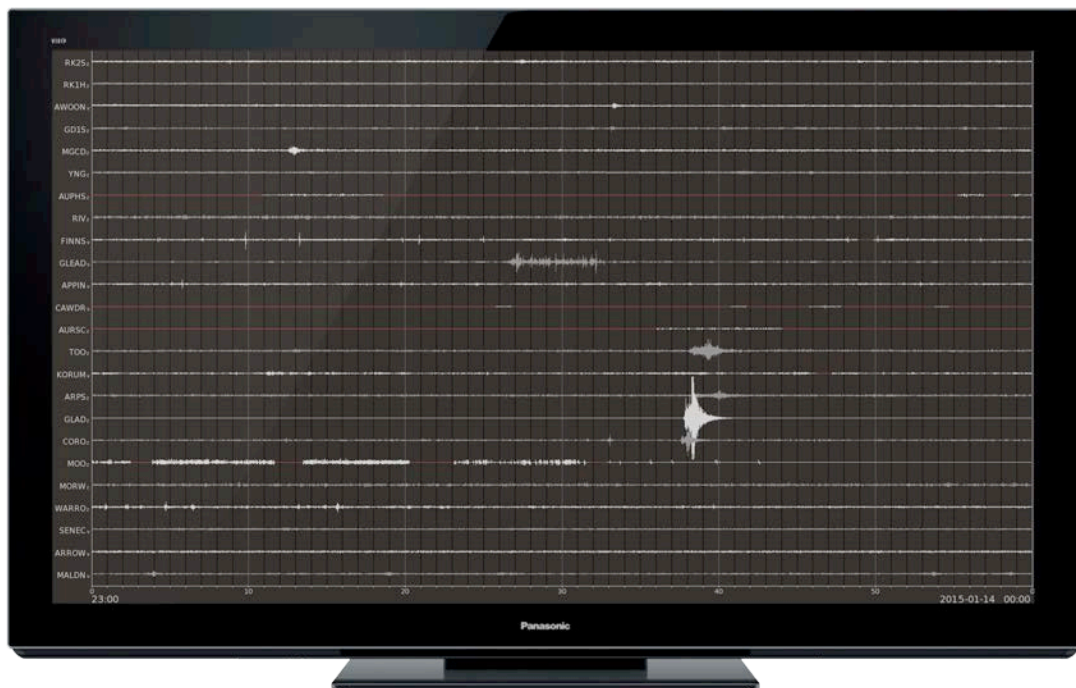 RK2S z
RK1H z
AWOON
GD1S z
MGCD z
YNG
AUPHS z
RIV z
FINNS
GLEAD
APPIN
CAWDR
AURSC z
TOO z
KORUM
ARPS z
GLAD z
CORO z
MOO z
MORW z
WARRO z
SENEC
ARROW
MALDN
0 10 20 30 40 50 0
23:00 2015-01-14 00:00
Panasonic